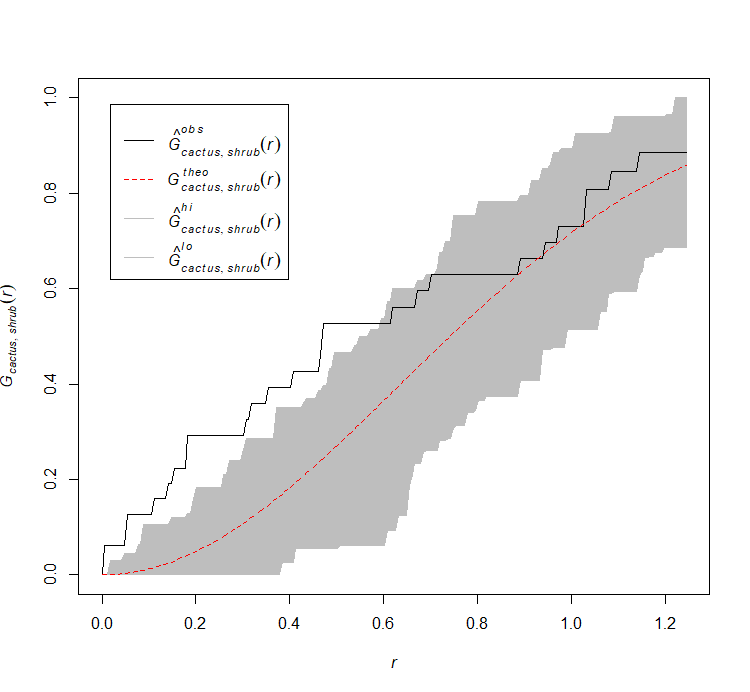 Ĝ^obs_cactus, shrub(r)
G^theo_cactus, shrub(r)
Ĝ^hi_cactus, shrub(r)
Ĝ^lo_cactus, shrub(r)
G_cactus, shrub(r)
1.0
0.8
0.6
0.4
0.2
0.0
0.0 0.2 0.4 0.6 0.8 1.0 1.2
r